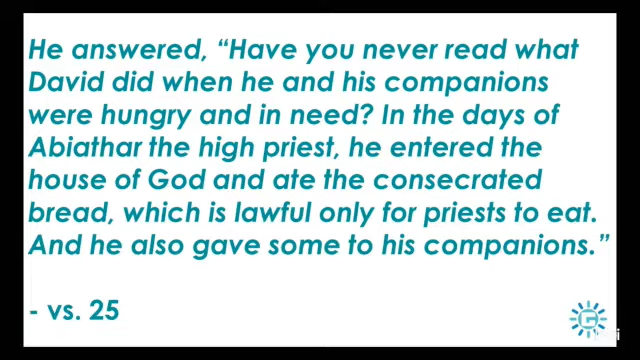 He answered, “Have you never read what
David did when he and his companions
were hungry and in need? In the days of
Abiathar the high priest, he entered the
house of God and ate the consecrated
bread, which is lawful only for priests to eat.
And he also gave some to his companions.”
- vs. 25
G